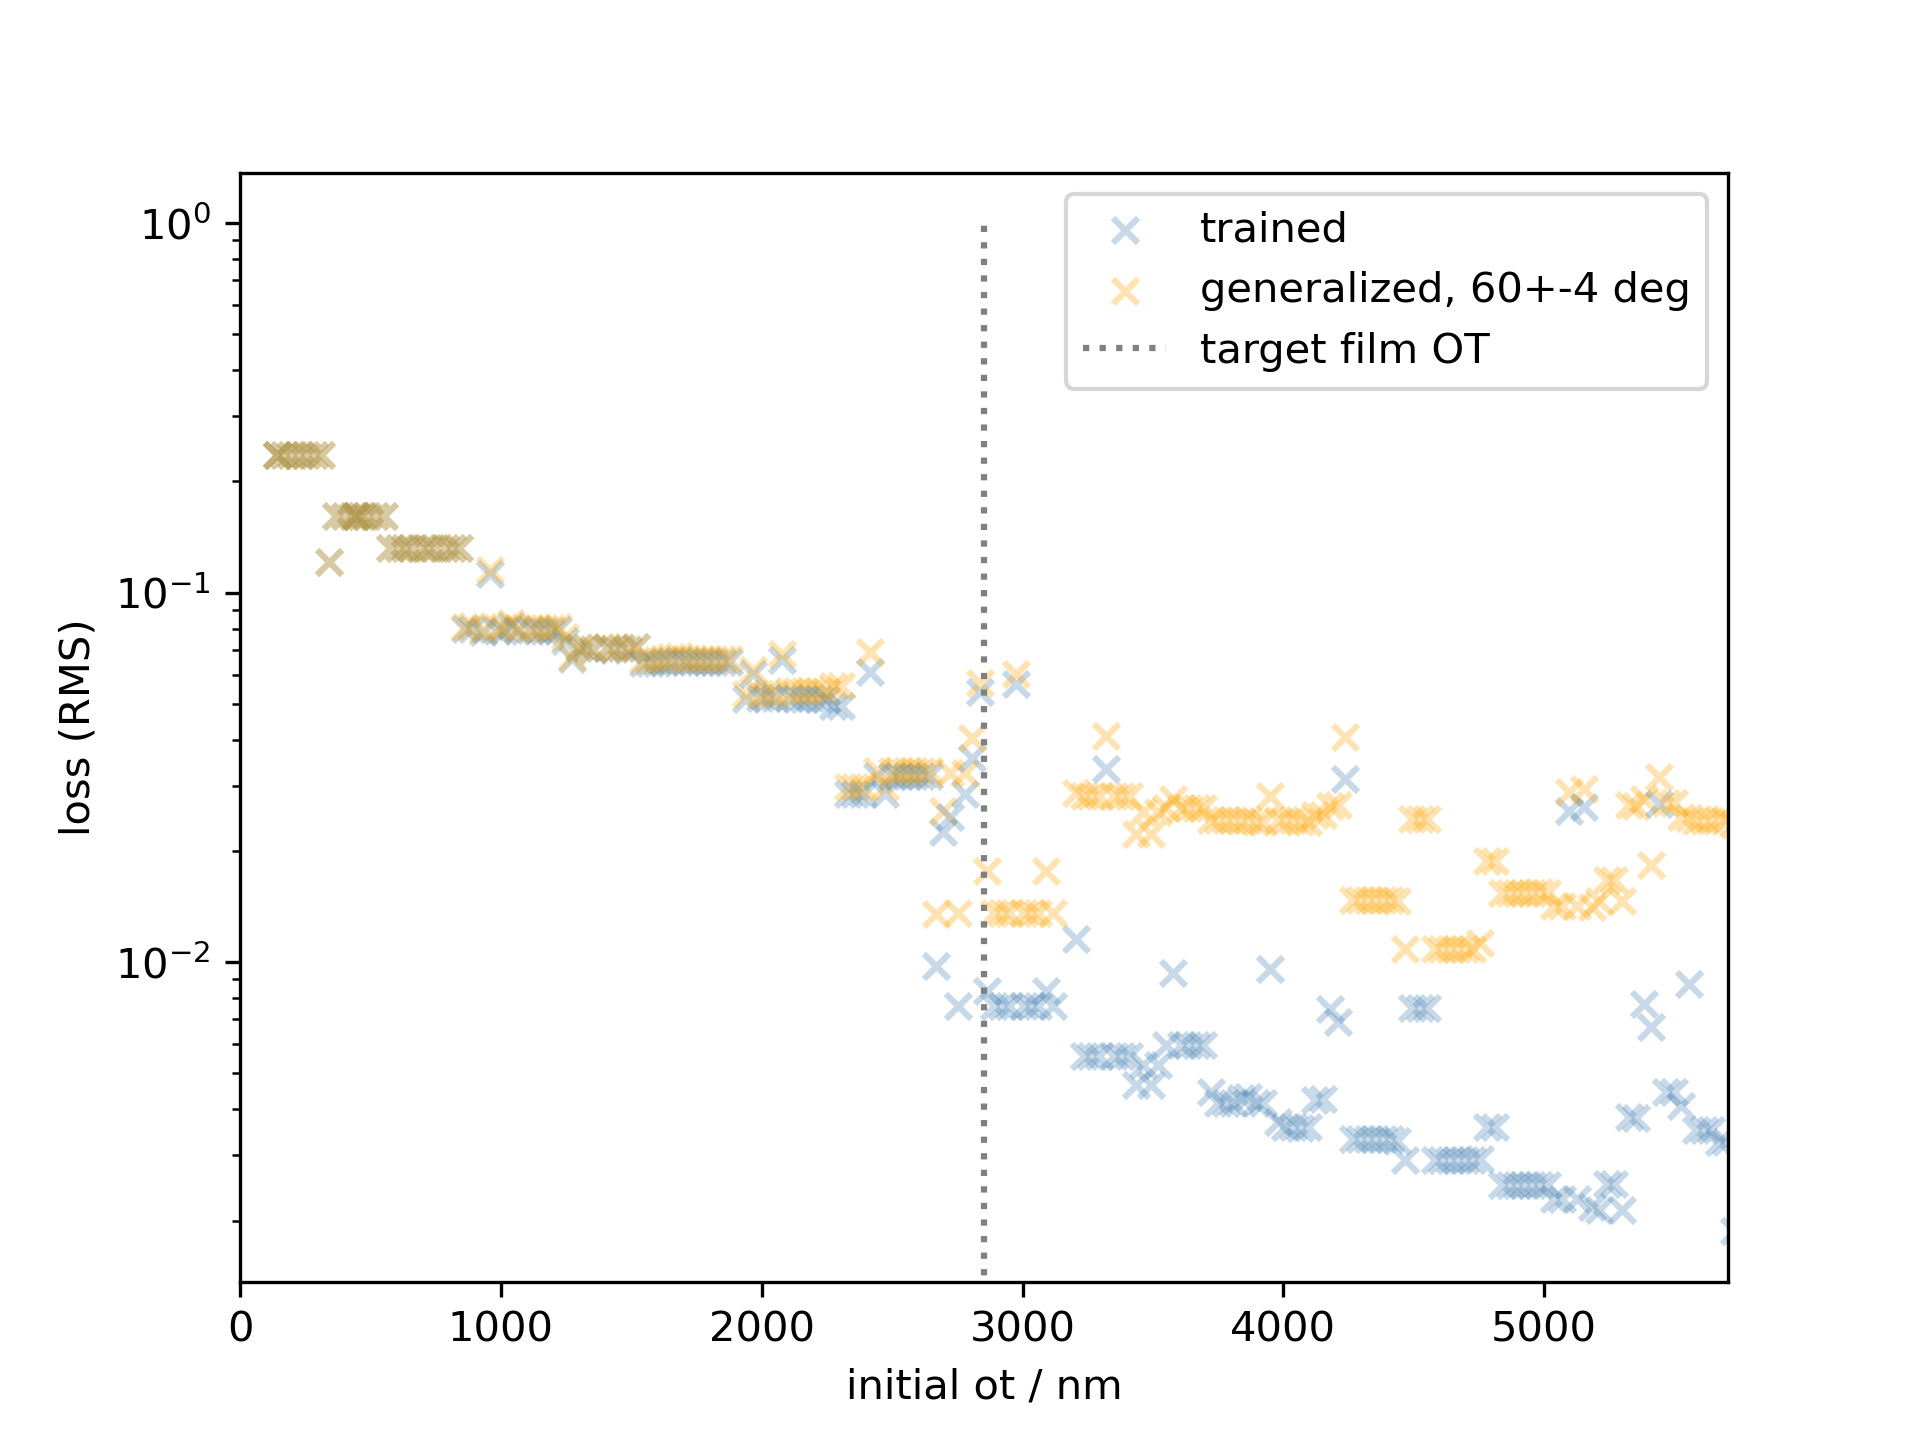 trained
generalized, 60+-4 deg
target film OT
10⁰
10⁻¹
10⁻²
loss (RMS)
0 1000 2000 3000 4000 5000
initial ot / nm